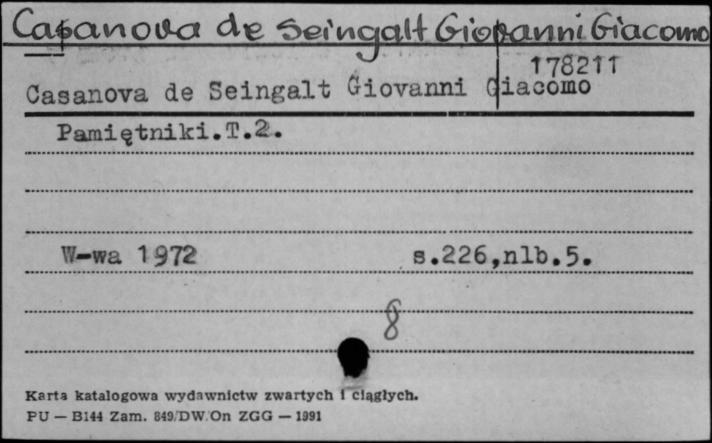 Casanova de Seingalt Giovanni Giacomo
178211
Casanova de Seingalt Giovanni Giacomo
Pamiętniki.T.2.
W-wa 1972 s.226,nlb.5.
8
Karta katalogowa wydawnictw zwartych i ciągłych.
PU — B144 Zam. 849/DW/On ZGG — 1991